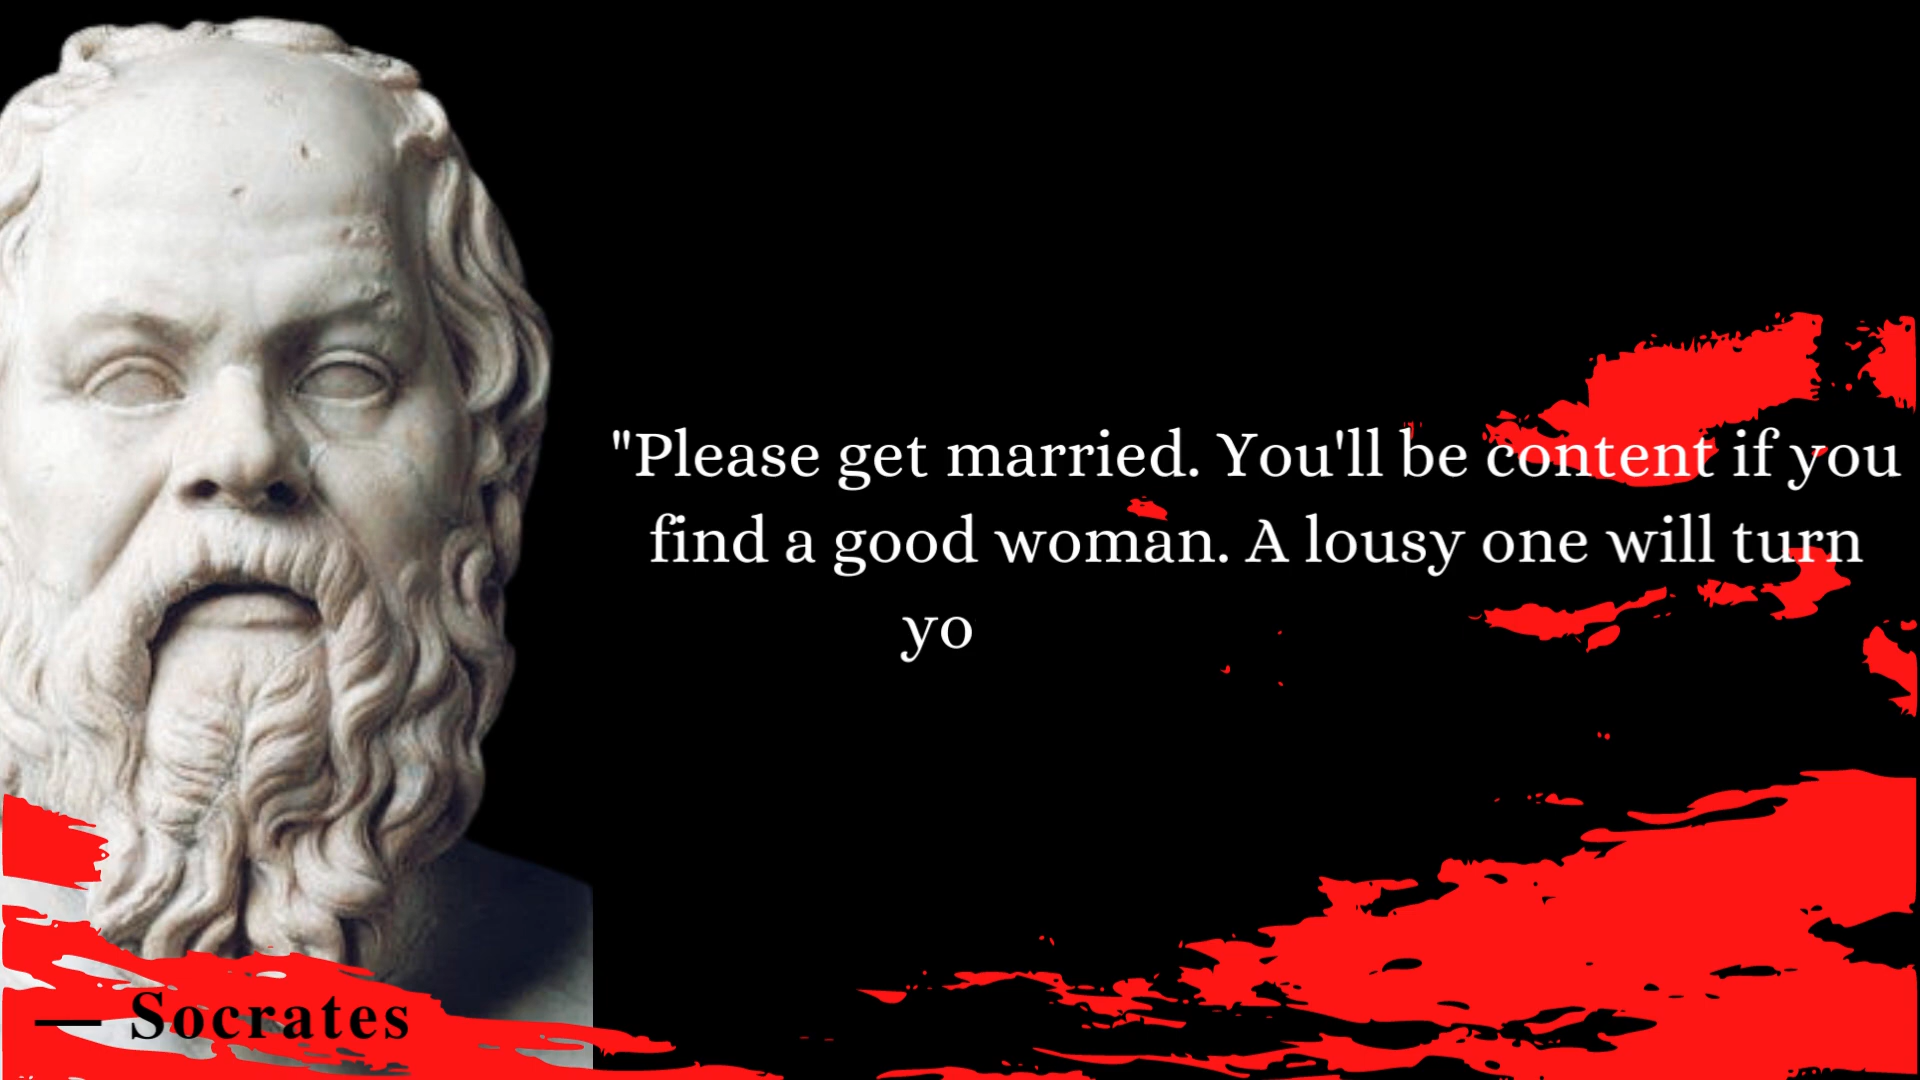 "Please get married. You'll be content if you
find a good woman. A lousy one will turn
yo
— Socrates